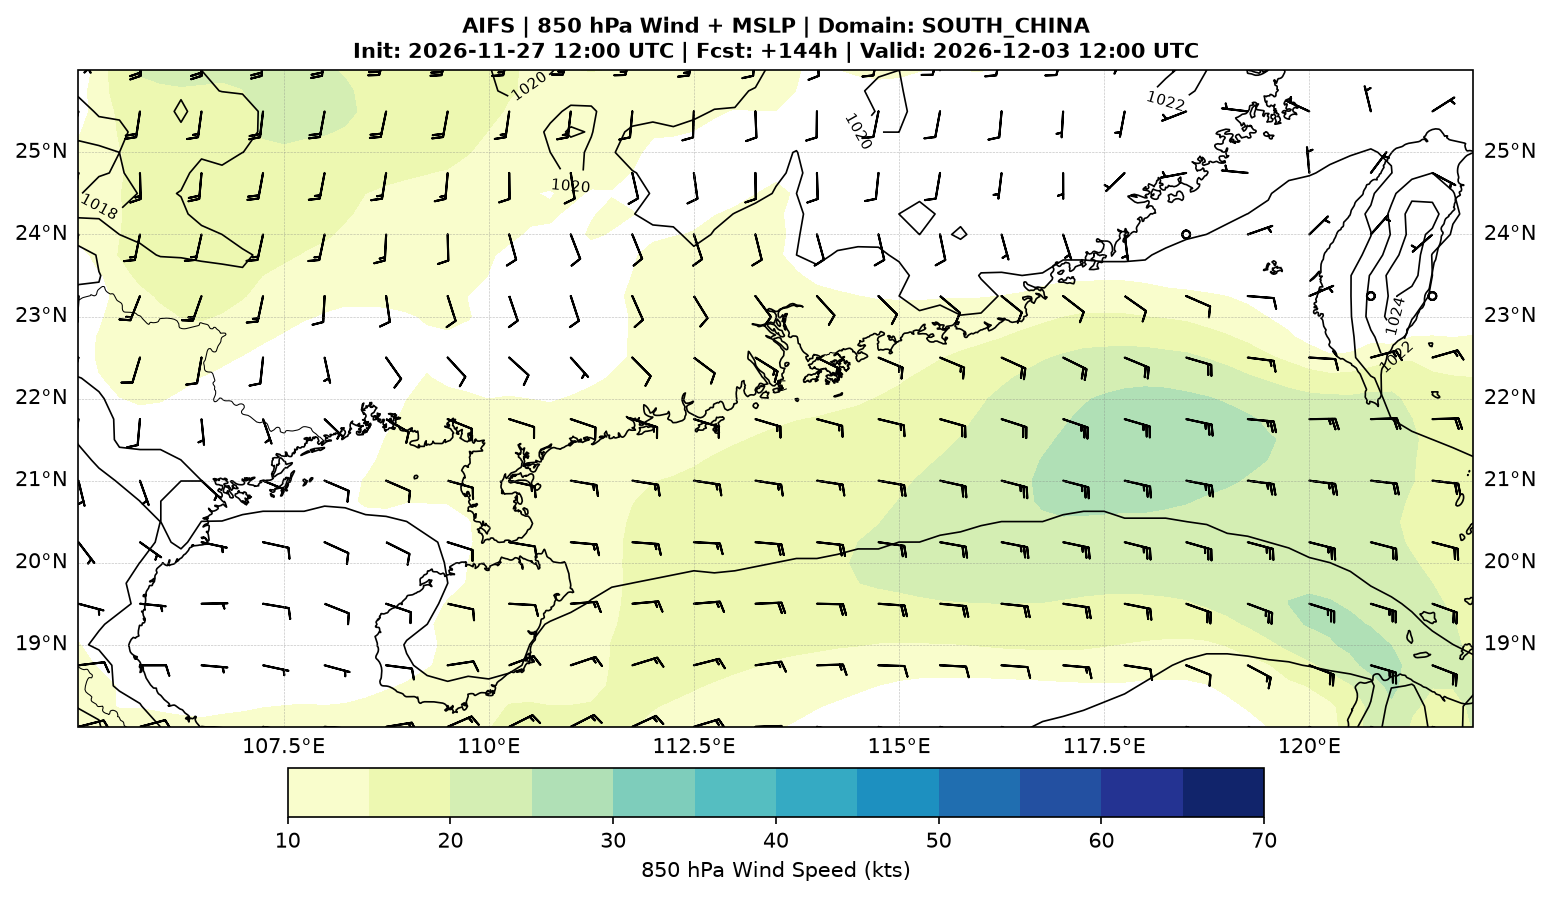 AIFS | 850 hPa Wind + MSLP | Domain: SOUTH_CHINA
Init: 2026-11-27 12:00 UTC | Fcst: +144h | Valid: 2026-12-03 12:00 UTC
1020
1022
1020
1020
1018
1024
1022
25°N
25°N
24°N
24°N
23°N
23°N
22°N
22°N
21°N
21°N
20°N
20°N
19°N
19°N
107.5°E
110°E
112.5°E
115°E
117.5°E
120°E
10
20
30
40
50
60
70
850 hPa Wind Speed (kts)